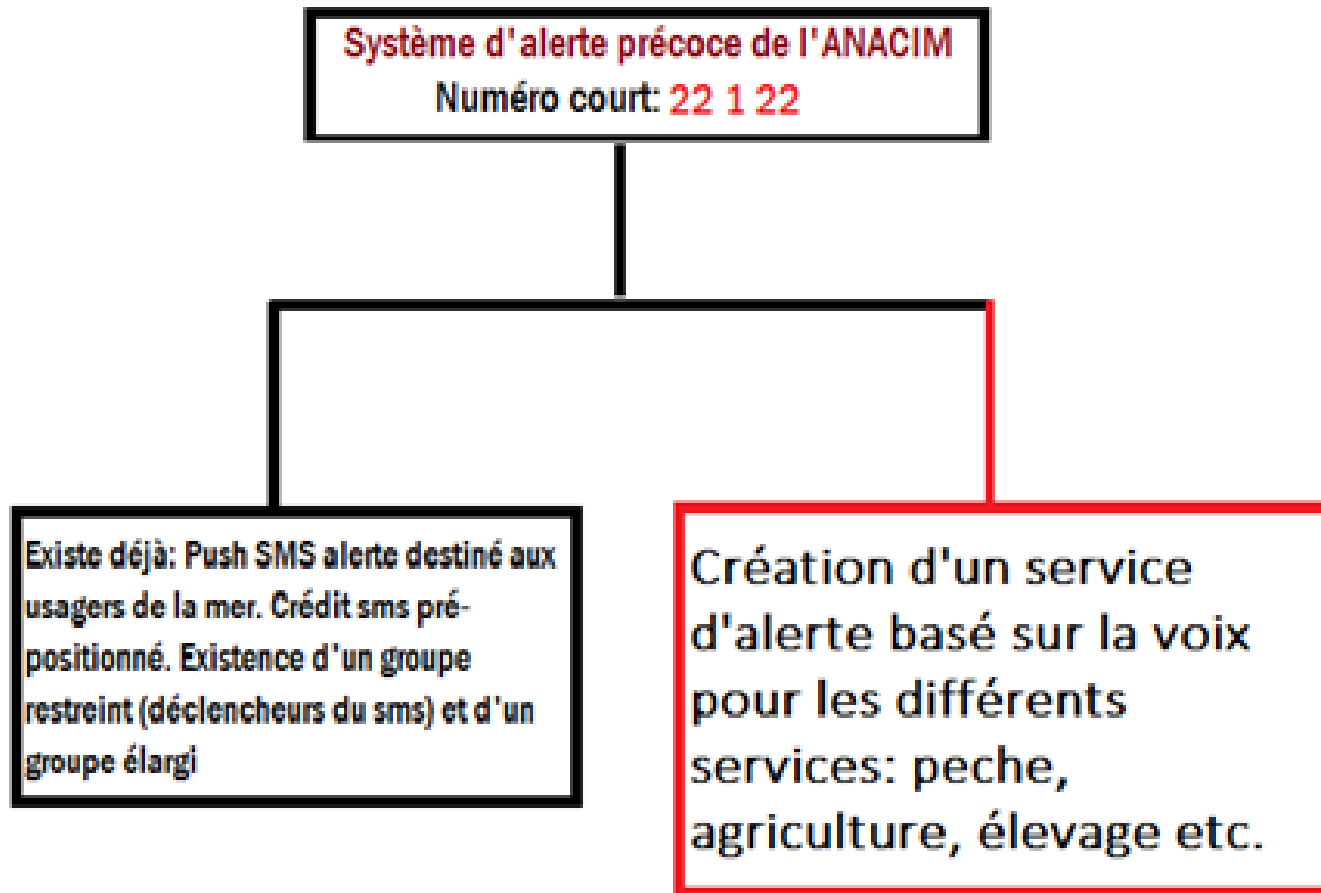 Système d'alerte précoce de l'ANACIM
Numéro court: 22 1 22
Existe déjà: Push SMS alerte destiné aux
usagers de la mer. Crédit sms pré-
positionné. Existence d'un groupe
restreint (déclencheurs du sms) et d'un
groupe élargi
Création d'un service
d'alerte basé sur la voix
pour les différents
services: peche,
agriculture, élevage etc.